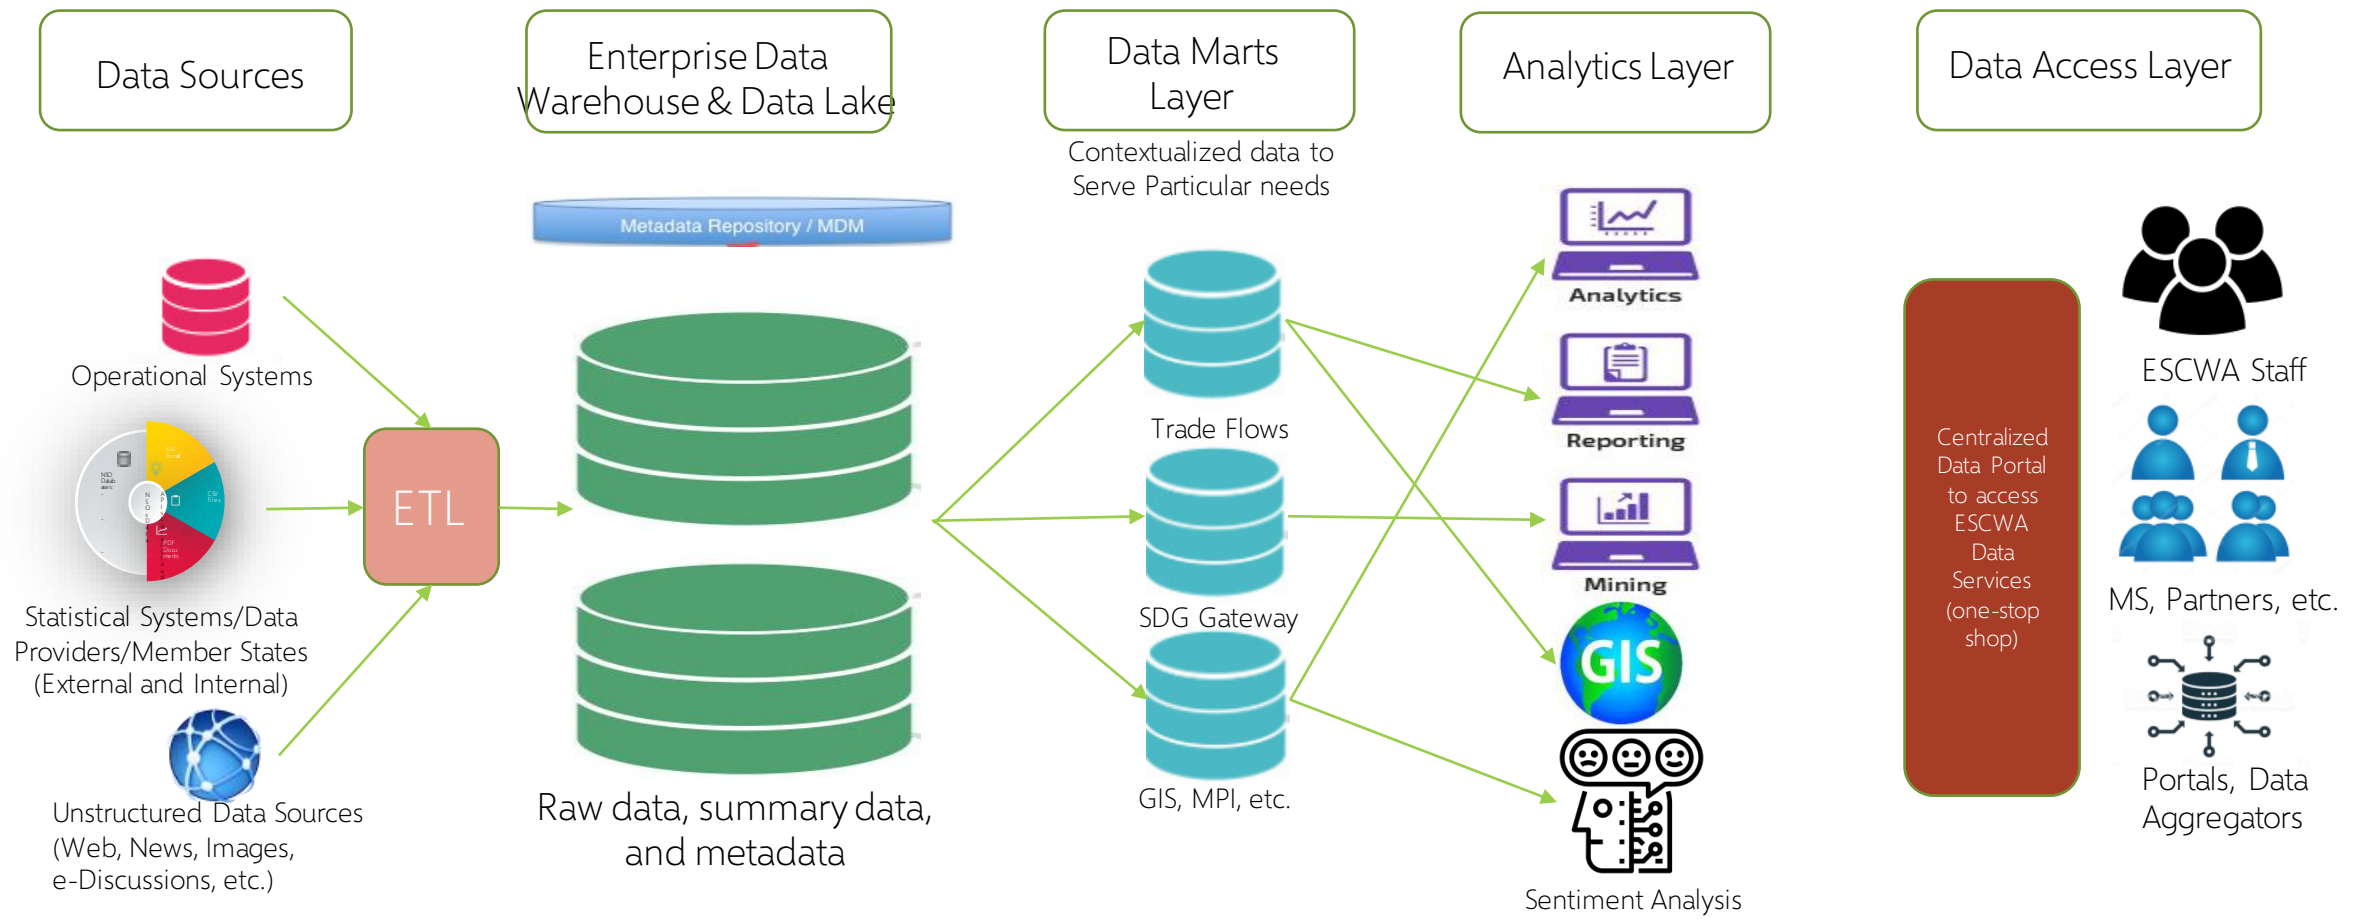 Data Sources
Enterprise Data
Warehouse & Data Lake
Data Marts
Layer
Analytics Layer
Data Access Layer
Contextualized data to
Serve Particular needs
Metadata Repository / MDM
Operational Systems
Statistical Systems/Data
Providers/Member States
(External and Internal)
Unstructured Data Sources
(Web, News, Images,
e-Discussions, etc.)
ETL
Raw data, summary data,
and metadata
Trade Flows
SDG Gateway
GIS, MPI, etc.
Analytics
Reporting
Mining
GIS
Sentiment Analysis
Centralized
Data Portal
to access
ESCWA
Data
Services
(one-stop
shop)
ESCWA Staff
MS, Partners, etc.
Portals, Data
Aggregators